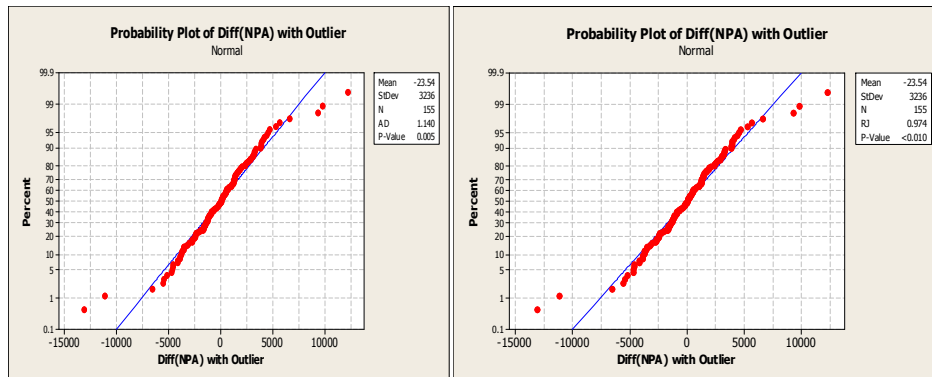 Probability Plot of Diff(NPA) with Outlier
Normal
99.9
99
95
90
80
70
60
50
40
30
20
10
5
1
0.1
Percent
-15000 -10000 -5000 0 5000 10000
Diff(NPA) with Outlier
Mean -23.54
StDev 3236
N 155
AD 1.140
P-Value 0.005
Probability Plot of Diff(NPA) with Outlier
Normal
99.9
99
95
90
80
70
60
50
40
30
20
10
5
1
0.1
Percent
-15000 -10000 -5000 0 5000 10000
Diff(NPA) with Outlier
Mean -23.54
StDev 3236
N 155
RJ 0.974
P-Value <0.010